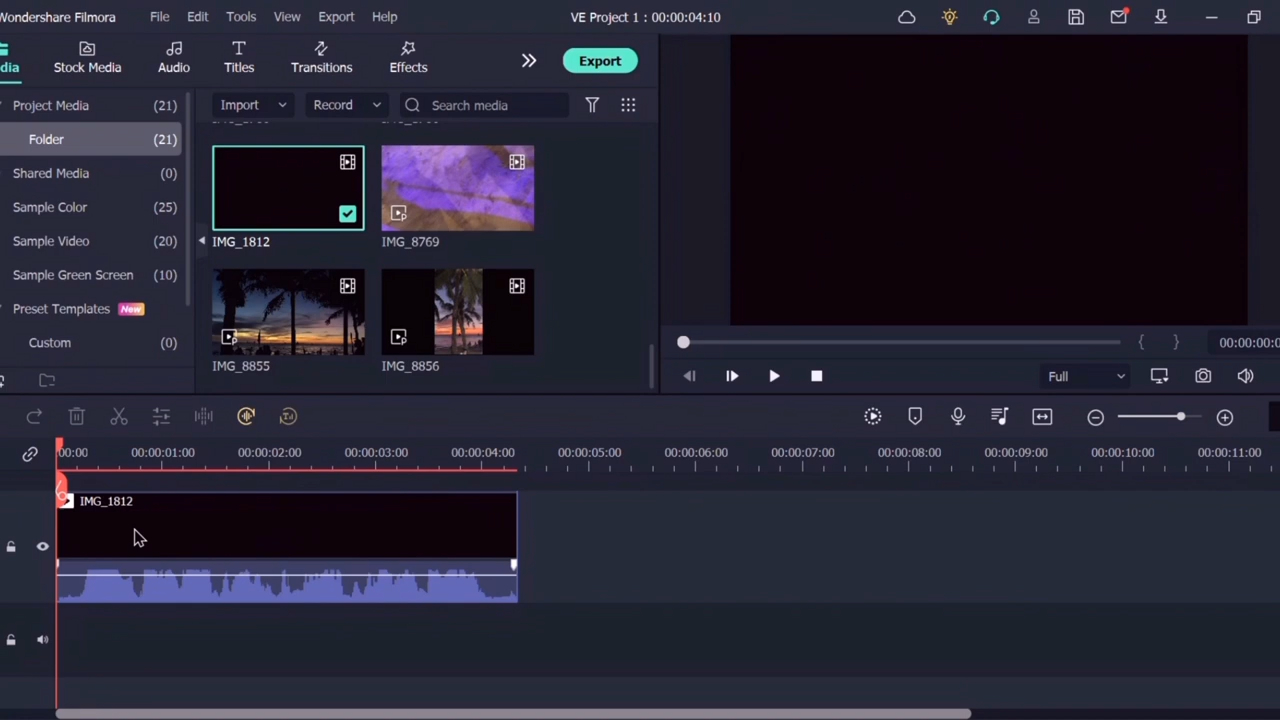 Wondershare Filmora File Edit Tools View Export Help VE Project 1 : 00:00:04:10
dia Stock Media Audio Titles Transitions Effects Export
Project Media (21) Import Record Search media
Folder (21)
Shared Media (0)
Sample Color (25)
Sample Video (20) IMG_1812 IMG_8769
Sample Green Screen (10)
Preset Templates New
Custom (0) Full
IMG_8855 IMG_8856
00:00 00:00:01:00 00:00:02:00 00:00:03:00 00:00:04:00 00:00:05:00 00:00:06:00 00:00:07:00 00:00:08:00 00:00:09:00 00:00:10:00 00:00:11:00
IMG_1812